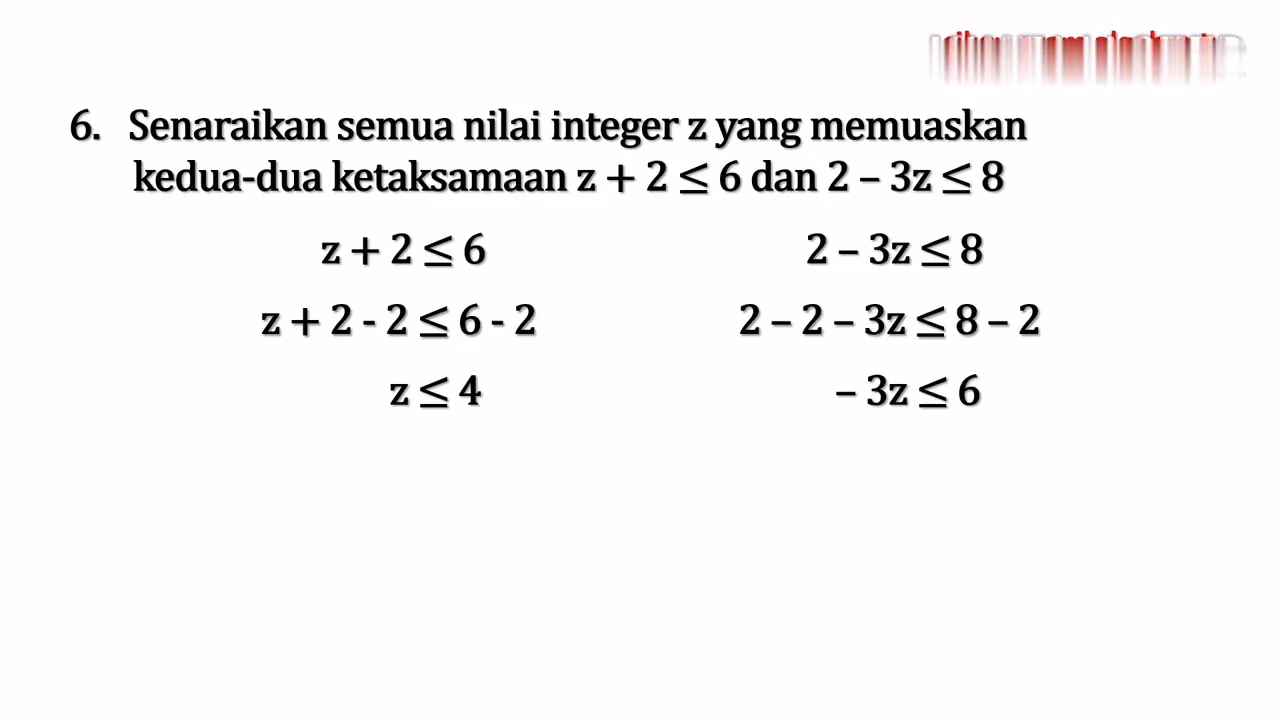 6. Senaraikan semua nilai integer z yang memuaskan
kedua-dua ketaksamaan z + 2 ≤ 6 dan 2 – 3z ≤ 8
z + 2 ≤ 6
2 – 3z ≤ 8
z + 2 - 2 ≤ 6 - 2
2 – 2 – 3z ≤ 8 – 2
z ≤ 4
– 3z ≤ 6